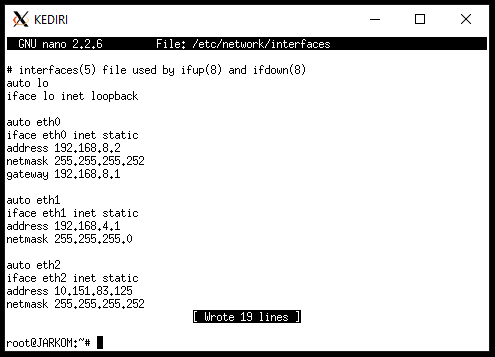 KEDIRI
GNU nano 2.2.6 File: /etc/network/interfaces
# interfaces(5) file used by ifup(8) and ifdown(8)
auto lo
iface lo inet loopback
auto eth0
iface eth0 inet static
address 192.168.8.2
netmask 255.255.255.252
gateway 192.168.8.1
auto eth1
iface eth1 inet static
address 192.168.4.1
netmask 255.255.255.0
auto eth2
iface eth2 inet static
address 10.151.83.125
netmask 255.255.255.252
[ Wrote 19 lines ]
root@JARKOM:~#